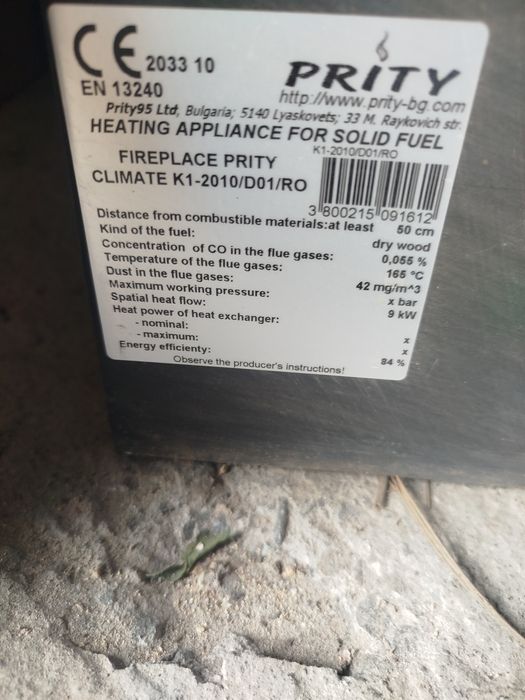 CE 2033 10
EN 13240
PRITY
http://www.prity-bg.com
Prity95 Ltd, Bulgaria; 5140 Lyaskovets; 33 M. Raykovich str.
HEATING APPLIANCE FOR SOLID FUEL
FIREPLACE PRITY
CLIMATE K1-2010/D01/RO
K1-2010/D01/RO
3 800215 091612
Distance from combustible materials:at least 50 cm
Kind of the fuel: dry wood
Concentration of CO in the flue gases: 0,055 %
Temperature of the flue gases: 165 °C
Dust in the flue gases: 42 mg/m^3
Maximum working pressure: x bar
Spatial heat flow: 9 kW
Heat power of heat exchanger:
- nominal: x
- maximum: x
Energy efficienty: 84 %
Observe the producer's instructions!